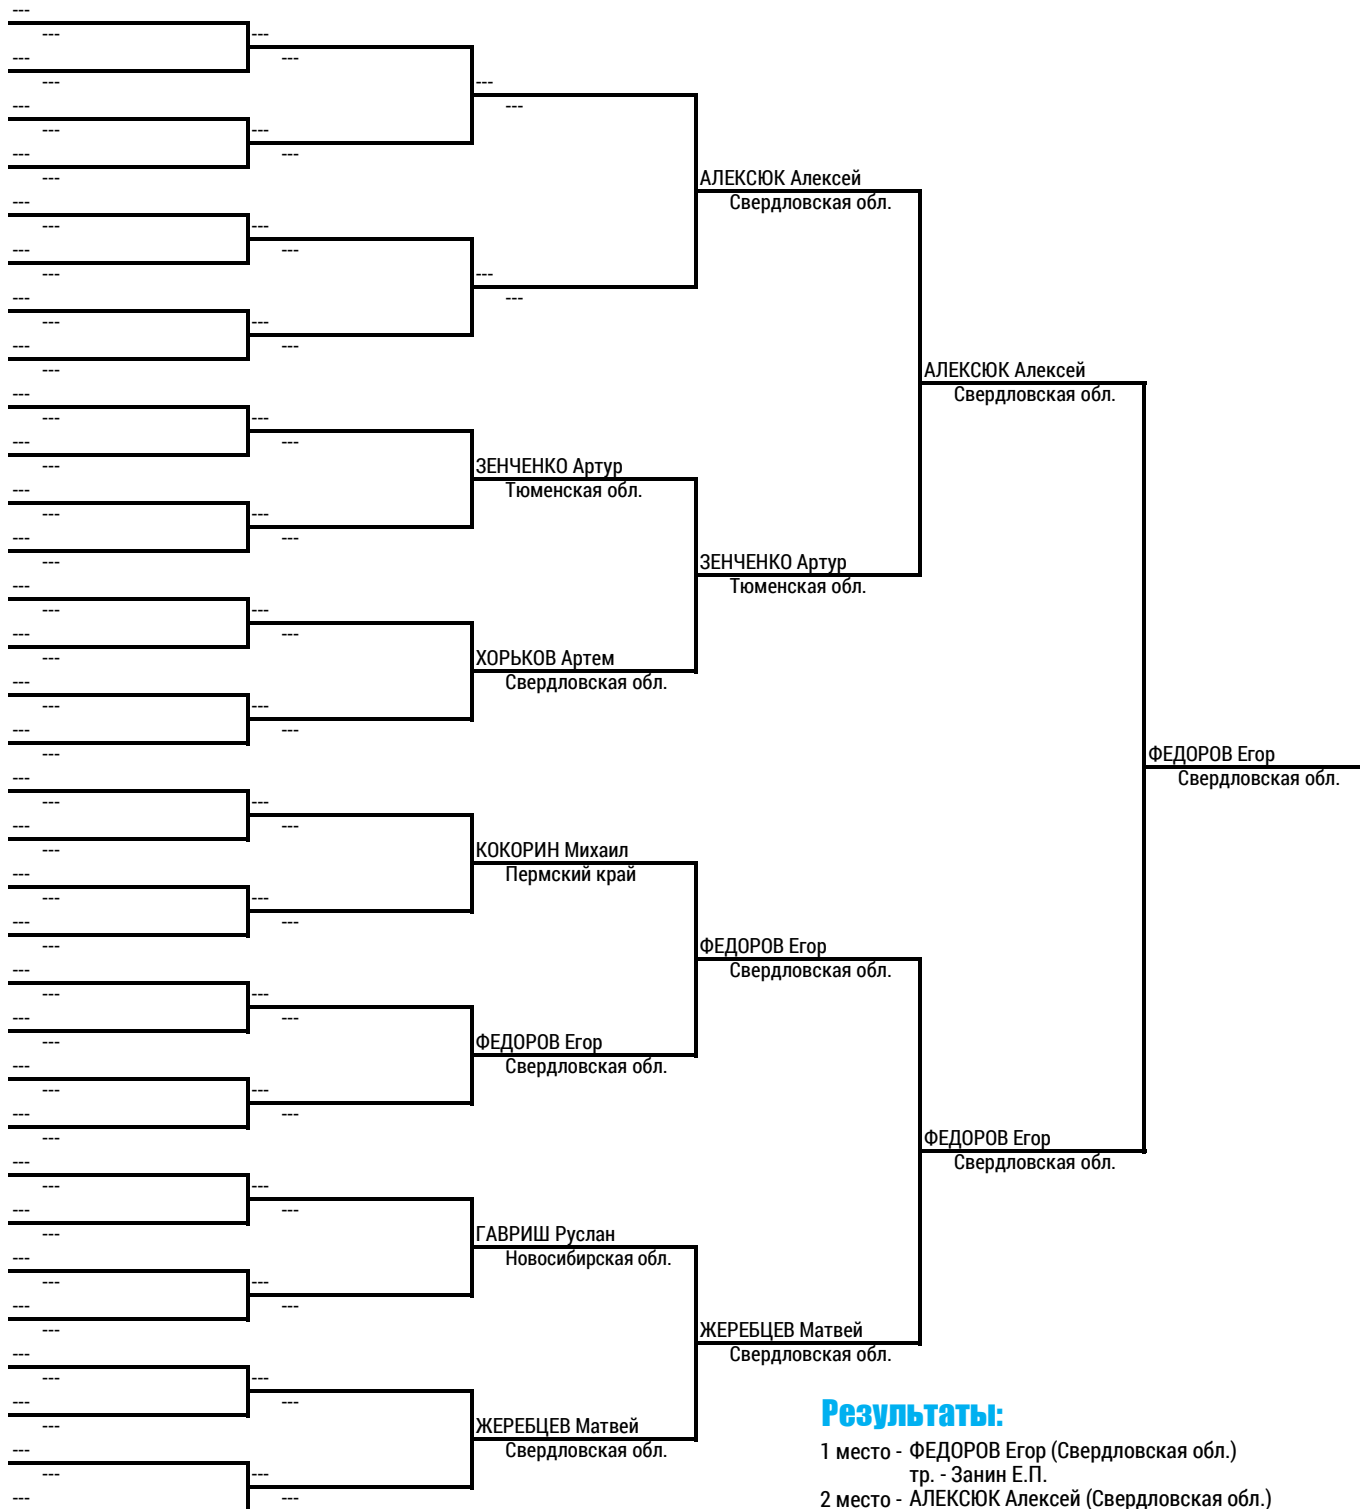 АЛЕКСЮК Алексей
Свердловская обл.
АЛЕКСЮК Алексей
Свердловская обл.
ЗЕНЧЕНКО Артур
Тюменская обл.
ЗЕНЧЕНКО Артур
Тюменская обл.
ХОРЬКОВ Артем
Свердловская обл.
ФЕДОРОВ Егор
Свердловская обл.
КОКОРИН Михаил
Пермский край
ФЕДОРОВ Егор
Свердловская обл.
ФЕДОРОВ Егор
Свердловская обл.
ФЕДОРОВ Егор
Свердловская обл.
ГАВРИШ Руслан
Новосибирская обл.
ЖЕРЕБЦЕВ Матвей
Свердловская обл.
ЖЕРЕБЦЕВ Матвей
Свердловская обл.
Результаты:
1 место - ФЕДОРОВ Егор (Свердловская обл.)
тр. - Занин Е.П.
2 место - АЛЕКСЮК Алексей (Свердловская обл.)